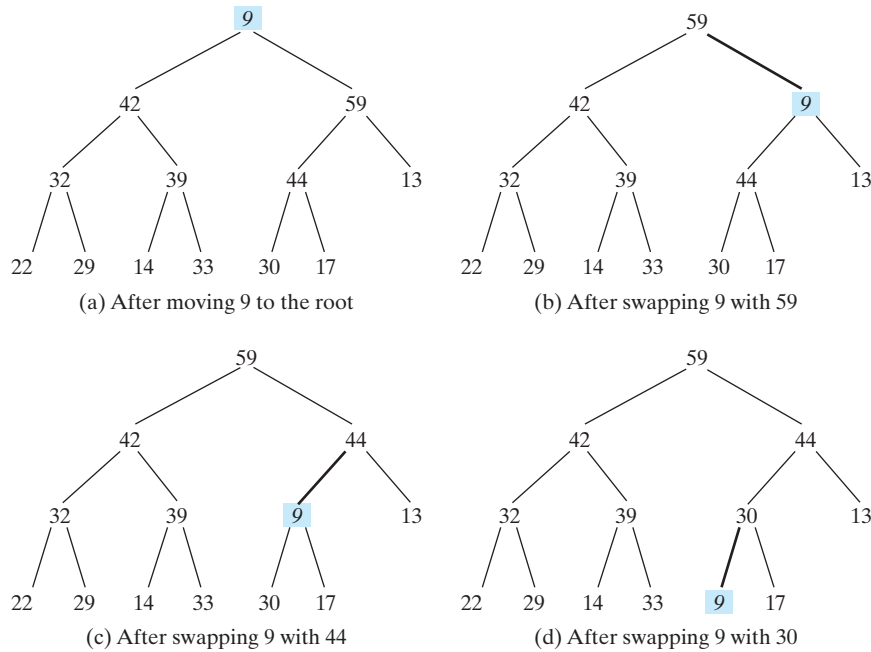 9
42 59
32 39 44 13
22 29 14 33 30 17
(a) After moving 9 to the root
59
42 9
32 39 44 13
22 29 14 33 30 17
(b) After swapping 9 with 59
59
42 44
32 39 9 13
22 29 14 33 30 17
(c) After swapping 9 with 44
59
42 44
32 39 30 13
22 29 14 33 9 17
(d) After swapping 9 with 30